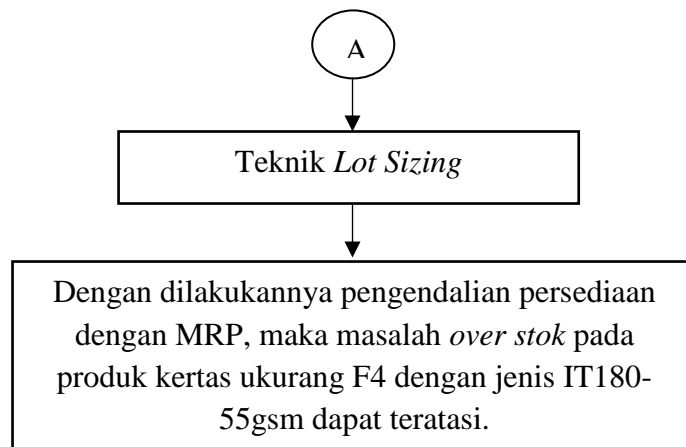 A
Teknik Lot Sizing
Dengan dilakukannya pengendalian persediaan
dengan MRP, maka masalah over stok pada
produk kertas ukurang F4 dengan jenis IT180-
55gsm dapat teratasi.